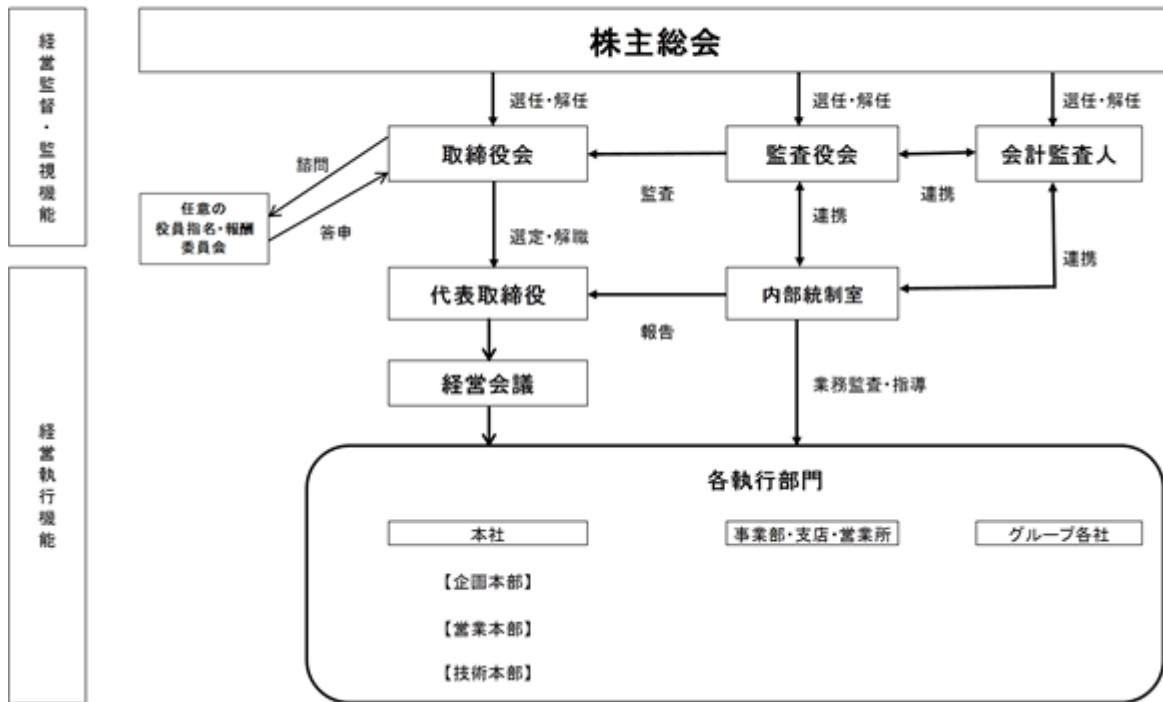 経営監督・監視機能
株主総会
選任・解任
選任・解任
選任・解任
取締役会
監査役会
会計監査人
諮問
監査
連携
任意の
役員指名・報酬
委員会
答申
選定・解職
連携
連携
代表取締役
内部統制室
報告
経営会議
業務監査・指導
経営執行機能
各執行部門
本社
事業部・支店・営業所
グループ各社
【企画本部】
【営業本部】
【技術本部】